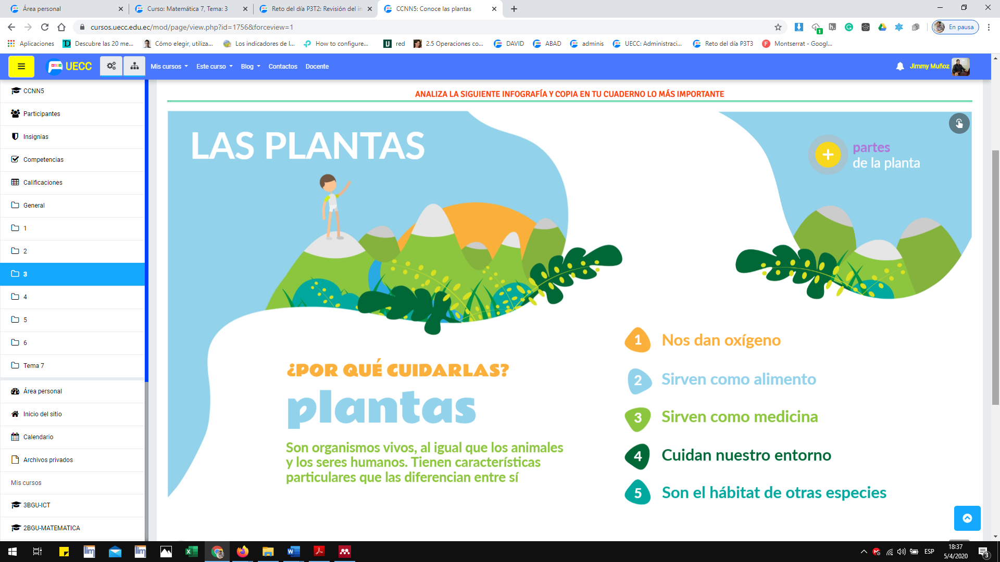 Área personal
Curso: Matemática 7, Tema: 3
Reto del día P3T2: Revisión del in
CCNN5: Conoce las plantas
cursos.uecc.edu.ec/mod/page/view.php?id=1756&forceview=1
1
En pausa
Aplicaciones
Descubre las 20 me...
Cómo elegir, utiliza...
Los indicadores de l...
How to configure...
red
2.5 Operaciones co...
DAVID
ABAD
adminis
UECC: Administraci...
Reto del día P3T3
Montserrat - Googl...
UECC
Mis cursos
Este curso
Blog
Contactos
Docente
Jimmy Muñoz
CCNN5
Participantes
Insignias
Competencias
Calificaciones
General
1
2
3
4
5
6
Tema 7
Área personal
Inicio del sitio
Calendario
Archivos privados
Mis cursos
3BGU-ICT
2BGU-MATEMATICA
ANALIZA LA SIGUIENTE INFOGRAFÍA Y COPIA EN TU CUADERNO LO MÁS IMPORTANTE
LAS PLANTAS
partes
de la planta
¿POR QUÉ CUIDARLAS?
plantas
Son organismos vivos, al igual que los animales
y los seres humanos. Tienen características
particulares que las diferencian entre sí
1 Nos dan oxígeno
2 Sirven como alimento
3 Sirven como medicina
4 Cuidan nuestro entorno
5 Son el hábitat de otras especies
ESP
18:37
5/4/2020
3